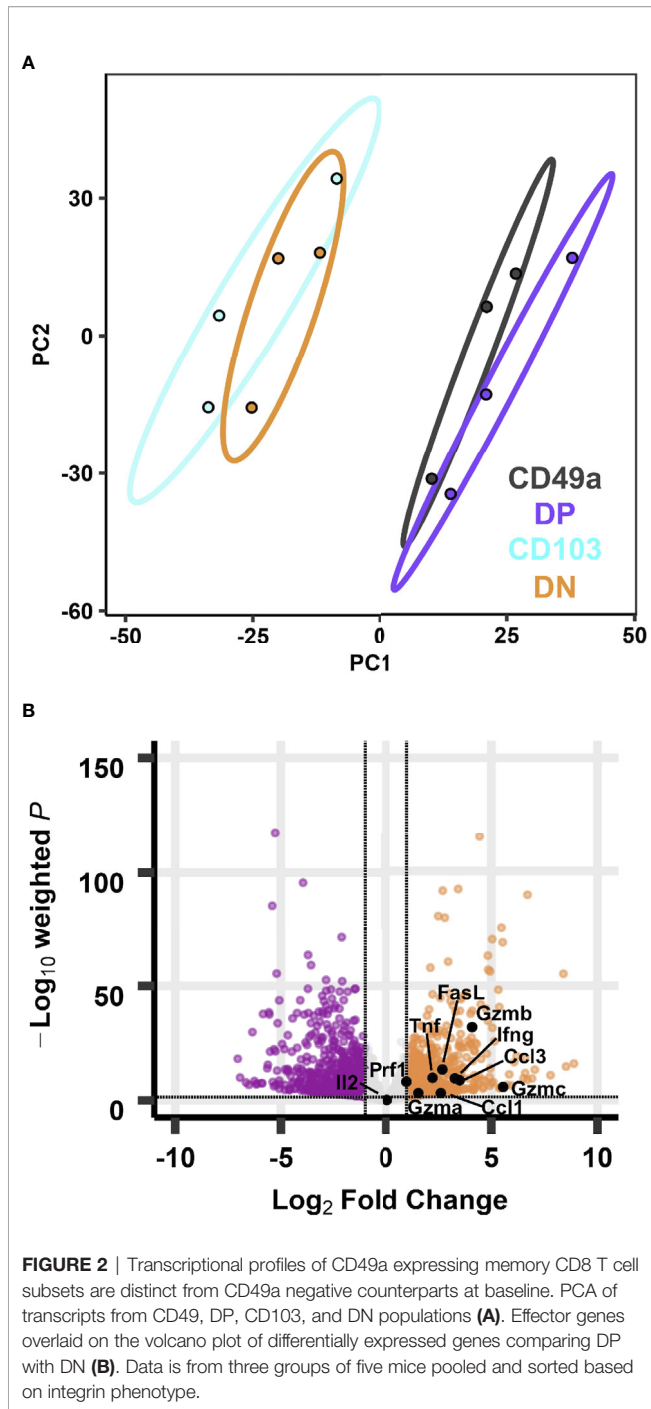 A
PC2
30
0
-30
-60
-50
-25
0
25
50
PC1
CD49a
DP
CD103
DN
B
– Log10 weighted P
150
100
50
0
FasL
Tnf
Gzmb
Ifng
Prf1
Ccl3
Il2
Gzmc
Gzma
Ccl1
-10
-5
0
5
10
Log2 Fold Change
FIGURE 2 | Transcriptional profiles of CD49a expressing memory CD8 T cell
subsets are distinct from CD49a negative counterparts at baseline. PCA of
transcripts from CD49, DP, CD103, and DN populations (A). Effector genes
overlaid on the volcano plot of differentially expressed genes comparing DP
with DN (B). Data is from three groups of five mice pooled and sorted based
on integrin phenotype.